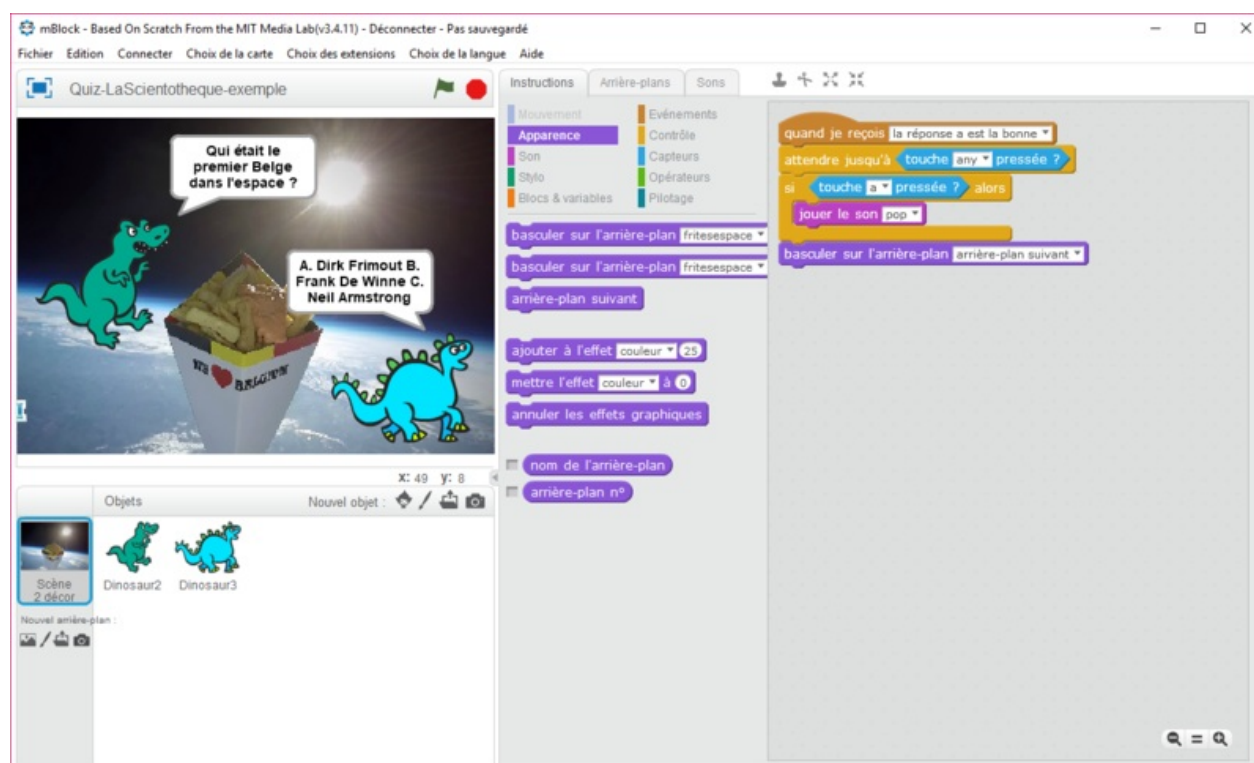 mBlock - Based On Scratch From the MIT Media Lab(v3.4.11) - Déconnecter - Pas sauvegardé
Fichier Edition Connecter Choix de la carte Choix des extensions Choix de la langue Aide
Quiz-LaScientotheque-exemple
Qui était le
premier Belge
dans l'espace ?
A. Dirk Frimout B.
Frank De Winne C.
Neil Armstrong
WE BELGIUM
x: 49 y: 8
Objets
Nouvel objet :
Scène
2 décor
Dinosaur2
Dinosaur3
Nouvel arrière-plan :
Instructions
Arrière-plans
Sons
Mouvement
Evénements
Apparence
Contrôle
Son
Capteurs
Stylo
Opérateurs
Blocs & variables
Pilotage
basculer sur l'arrière-plan fritesespace
basculer sur l'arrière-plan fritesespace
arrière-plan suivant
ajouter à l'effet couleur 25
mettre l'effet couleur à 0
annuler les effets graphiques
nom de l'arrière-plan
arrière-plan nº
quand je reçois la réponse a est la bonne
attendre jusqu'à touche any pressée ?
si touche a pressée ? alors
jouer le son pop
basculer sur l'arrière-plan arrière-plan suivant